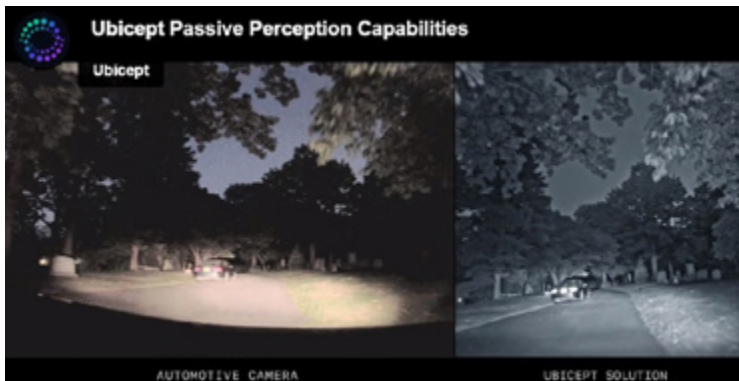 Ubicept Passive Perception Capabilities
Ubicept
AUTOMOTIVE CAMERA
UBICEPT SOLUTION